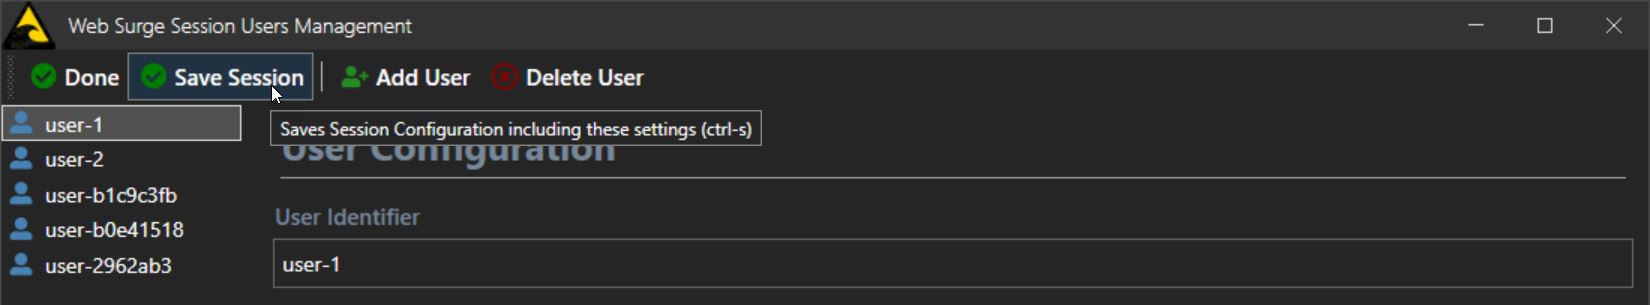 Web Surge Session Users Management
Done Save Session Add User Delete User
user-1
user-2
user-b1c9c3fb
user-b0e41518
user-2962ab3
Saves Session Configuration including these settings (ctrl-s)
User Configuration
User Identifier
user-1